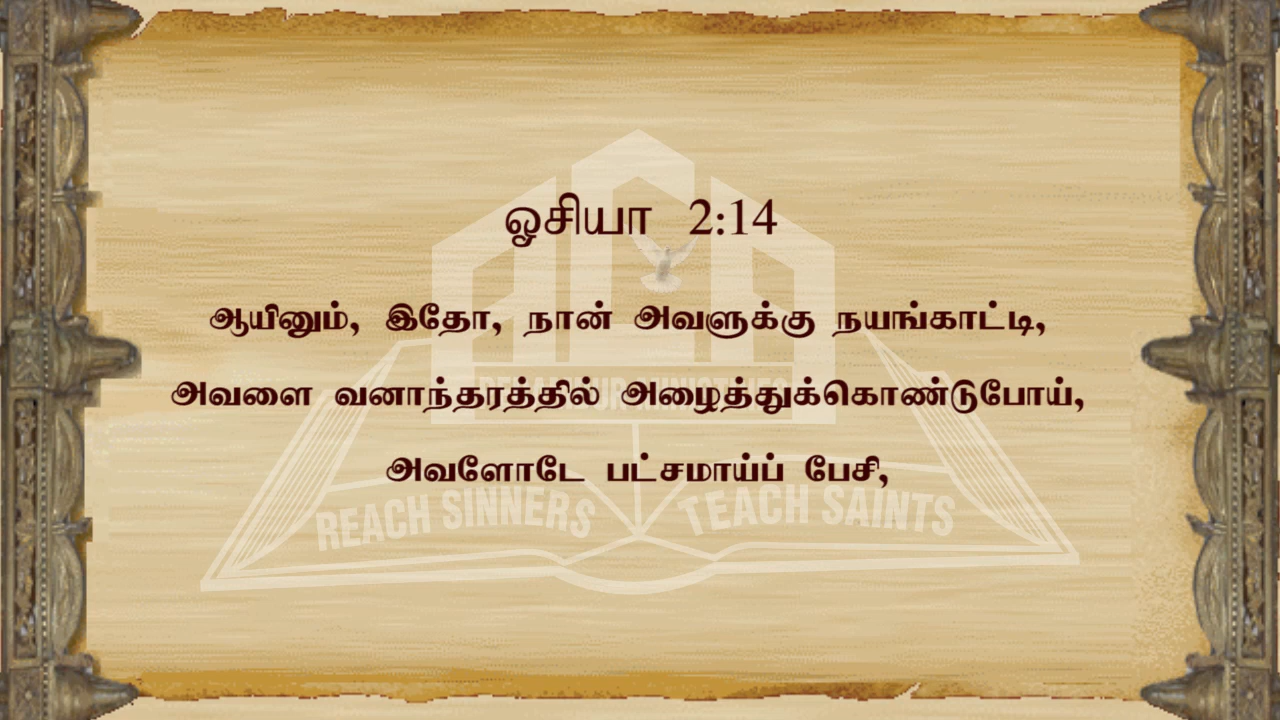 ஓசியா 2:14
ஆயினும், இதோ, நான் அவளுக்கு நயங்காட்டி,
அவளை வனாந்தரத்தில் அழைத்துக்கொண்டுபோய்,
அவளோடே பட்சமாய்ப் பேசி,
REACH SINNERS TEACH SAINTS